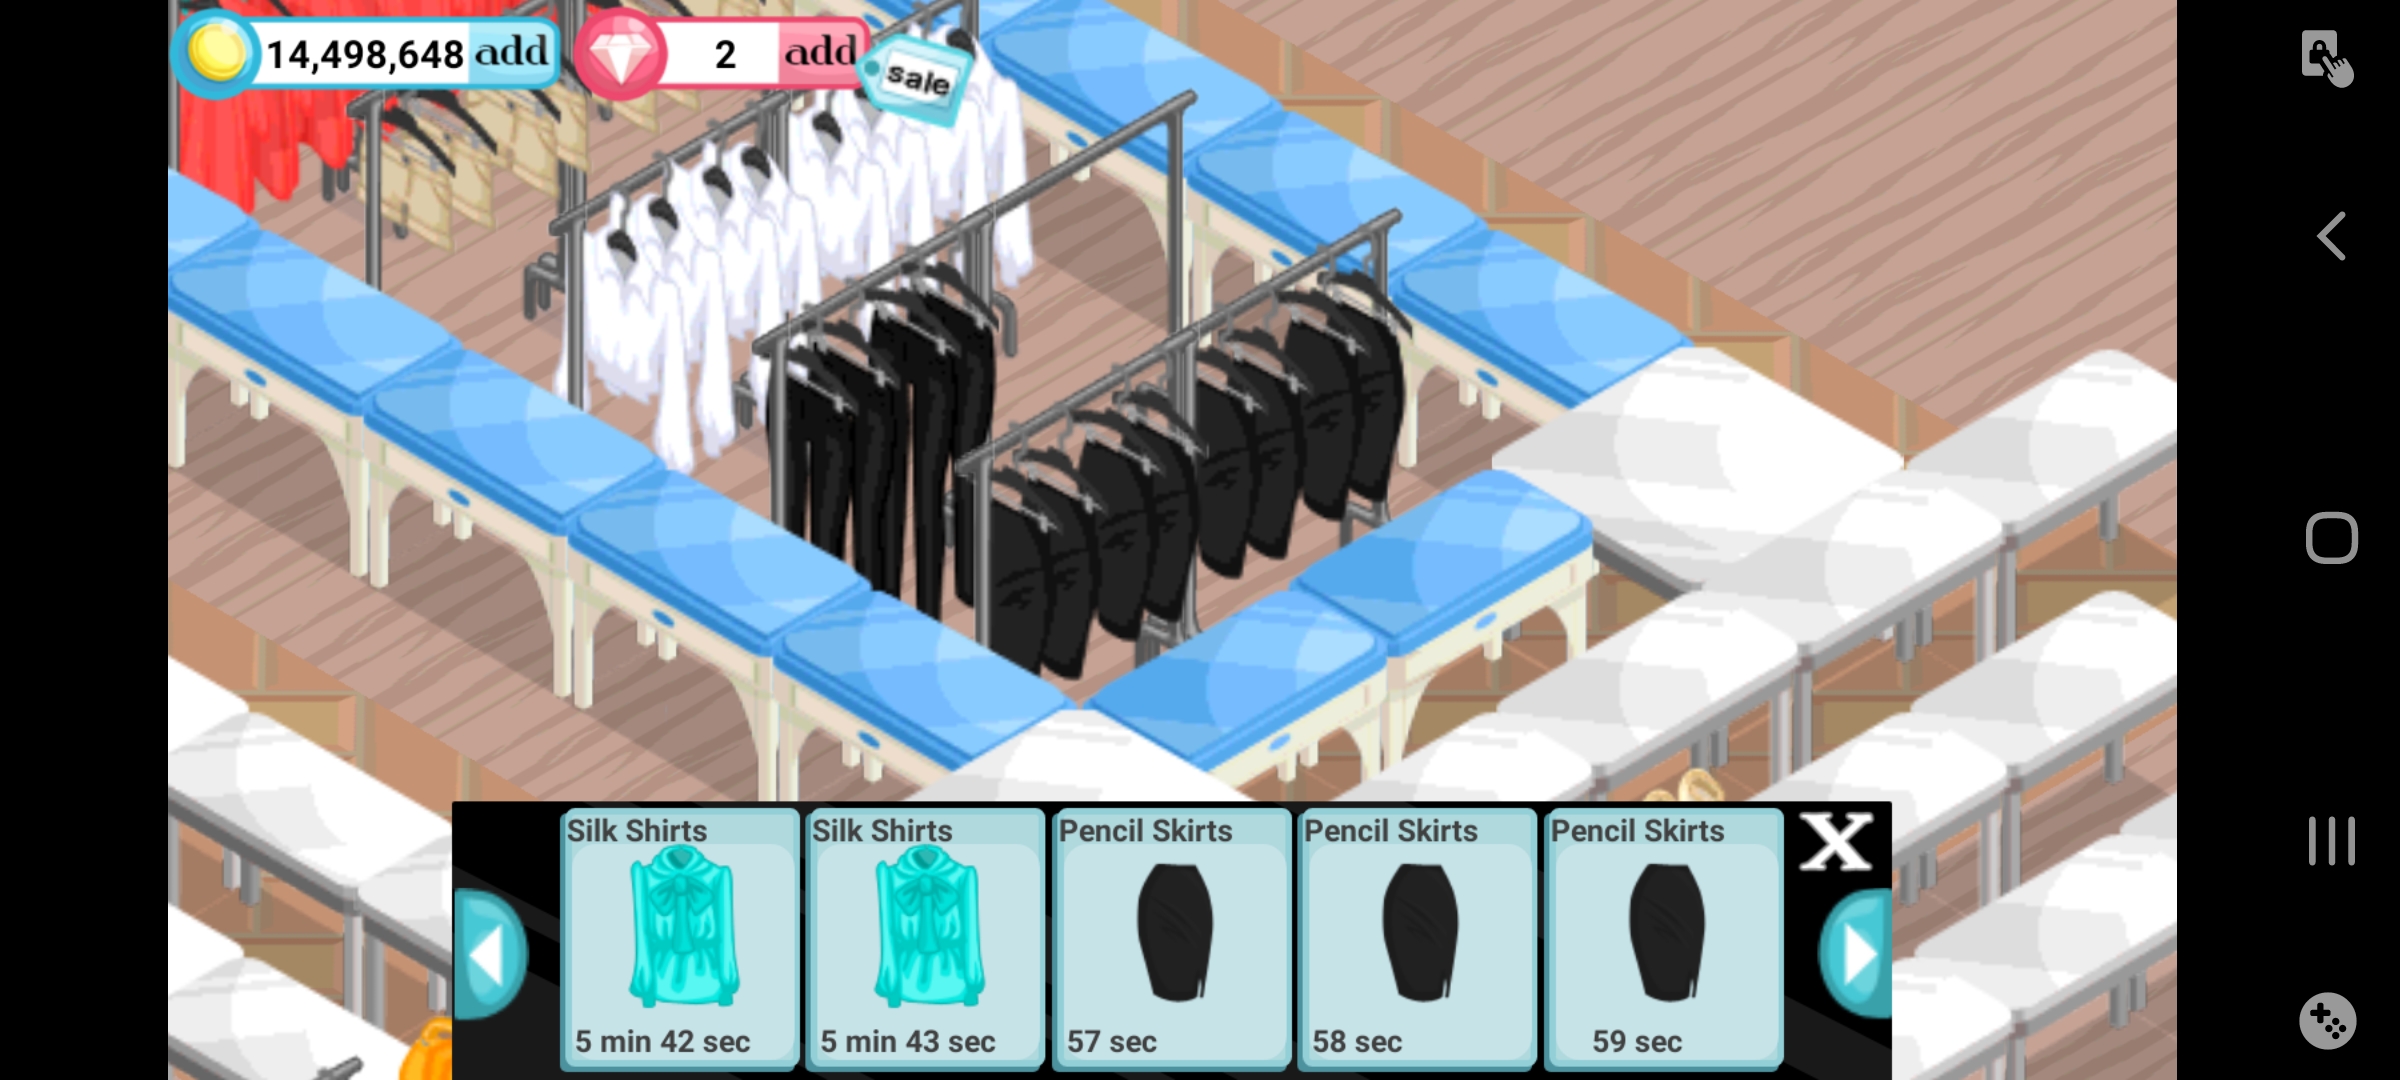 14,498,648 add
2 add
sale
Silk Shirts
5 min 42 sec
Silk Shirts
5 min 43 sec
Pencil Skirts
57 sec
Pencil Skirts
58 sec
Pencil Skirts
59 sec
X